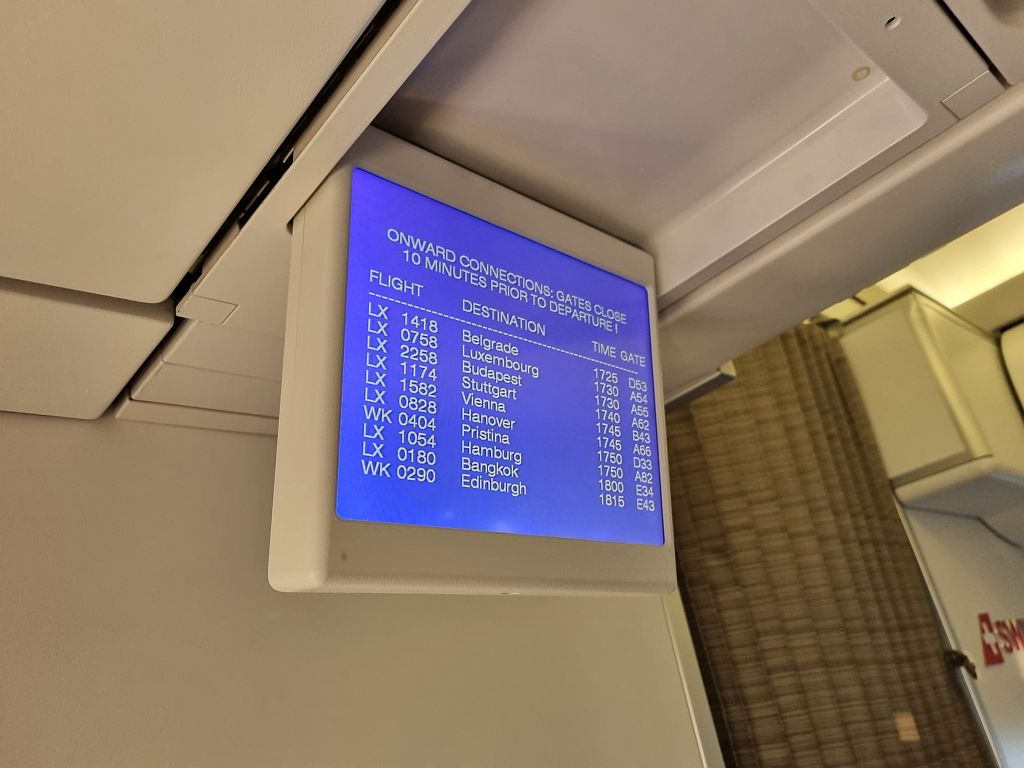 ONWARD CONNECTIONS: GATES CLOSE
10 MINUTES PRIOR TO DEPARTURE !
FLIGHT DESTINATION TIME GATE
--------------------------------------
LX 1418 Belgrade 1725 D53
LX 0758 Luxembourg 1730 A54
LX 2258 Budapest 1730 A55
LX 1174 Stuttgart 1740 A62
LX 1582 Vienna 1745 B43
LX 0828 Hanover 1745 A66
WK 0404 Pristina 1750 D33
LX 1054 Hamburg 1750 A82
LX 0180 Bangkok 1800 E34
WK 0290 Edinburgh 1815 E43